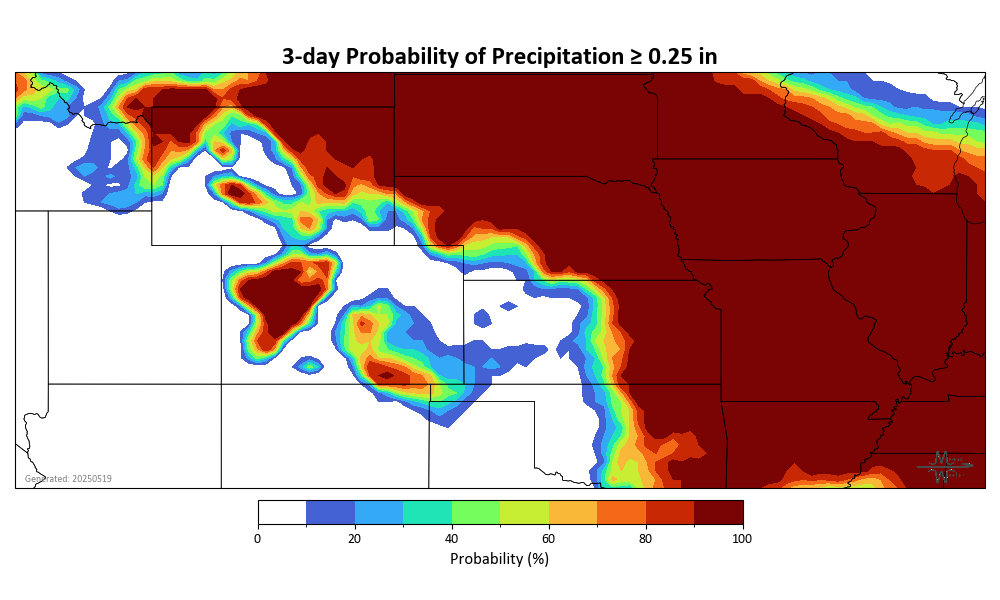 3-day Probability of Precipitation ≥ 0.25 in
Generated: 20250519
0 20 40 60 80 100
Probability (%)